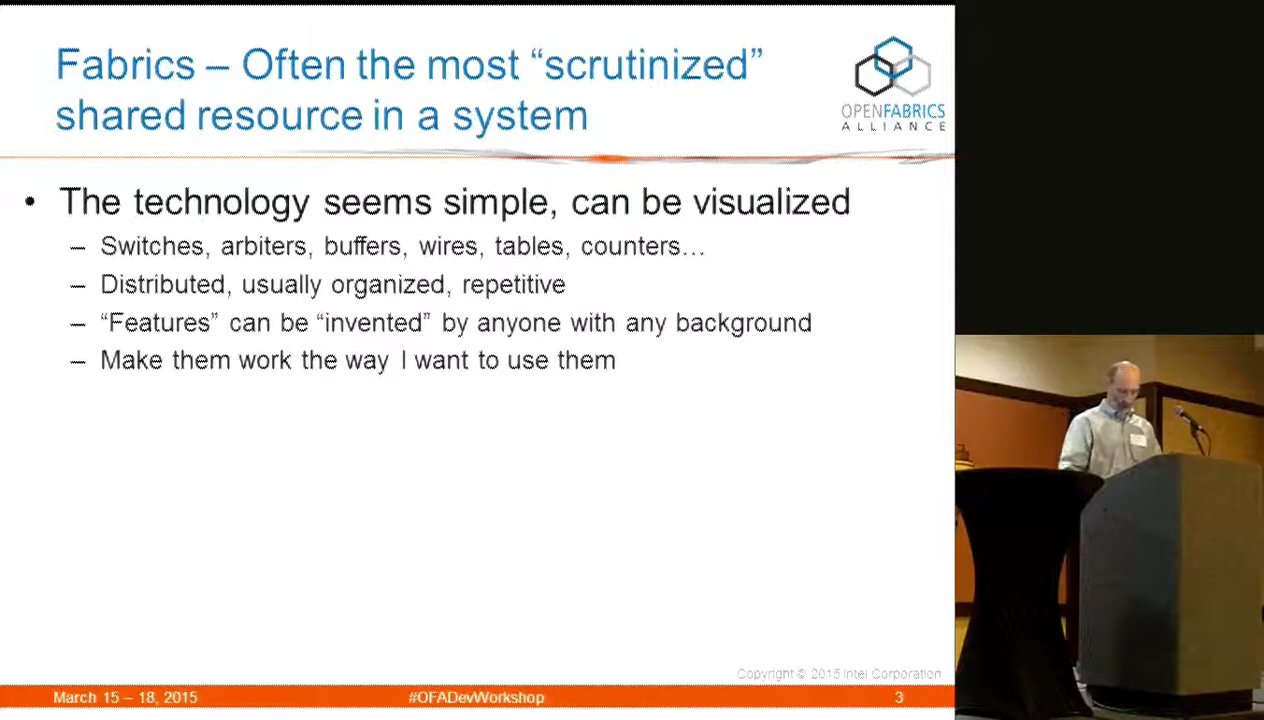 Fabrics – Often the most “scrutinized”
shared resource in a system
OPENFABRICS
ALLIANCE
• The technology seems simple, can be visualized
– Switches, arbiters, buffers, wires, tables, counters…
– Distributed, usually organized, repetitive
– “Features” can be “invented” by anyone with any background
– Make them work the way I want to use them
Copyright © 2015 Intel Corporation
March 15 – 18, 2015
#OFADevWorkshop
3